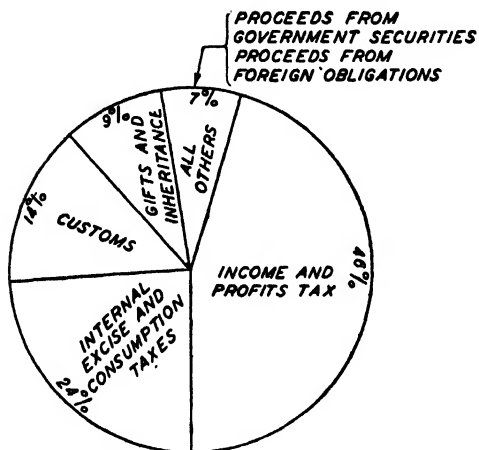 PROCEEDS FROM
GOVERNMENT SECURITIES
PROCEEDS FROM
FOREIGN OBLIGATIONS
7%
ALL
OTHERS
9%
GIFTS AND
INHERITANCE
14%
CUSTOMS
46%
INCOME AND
PROFITS TAX
24%
INTERNAL
EXCISE AND
CONSUMPTION
TAXES